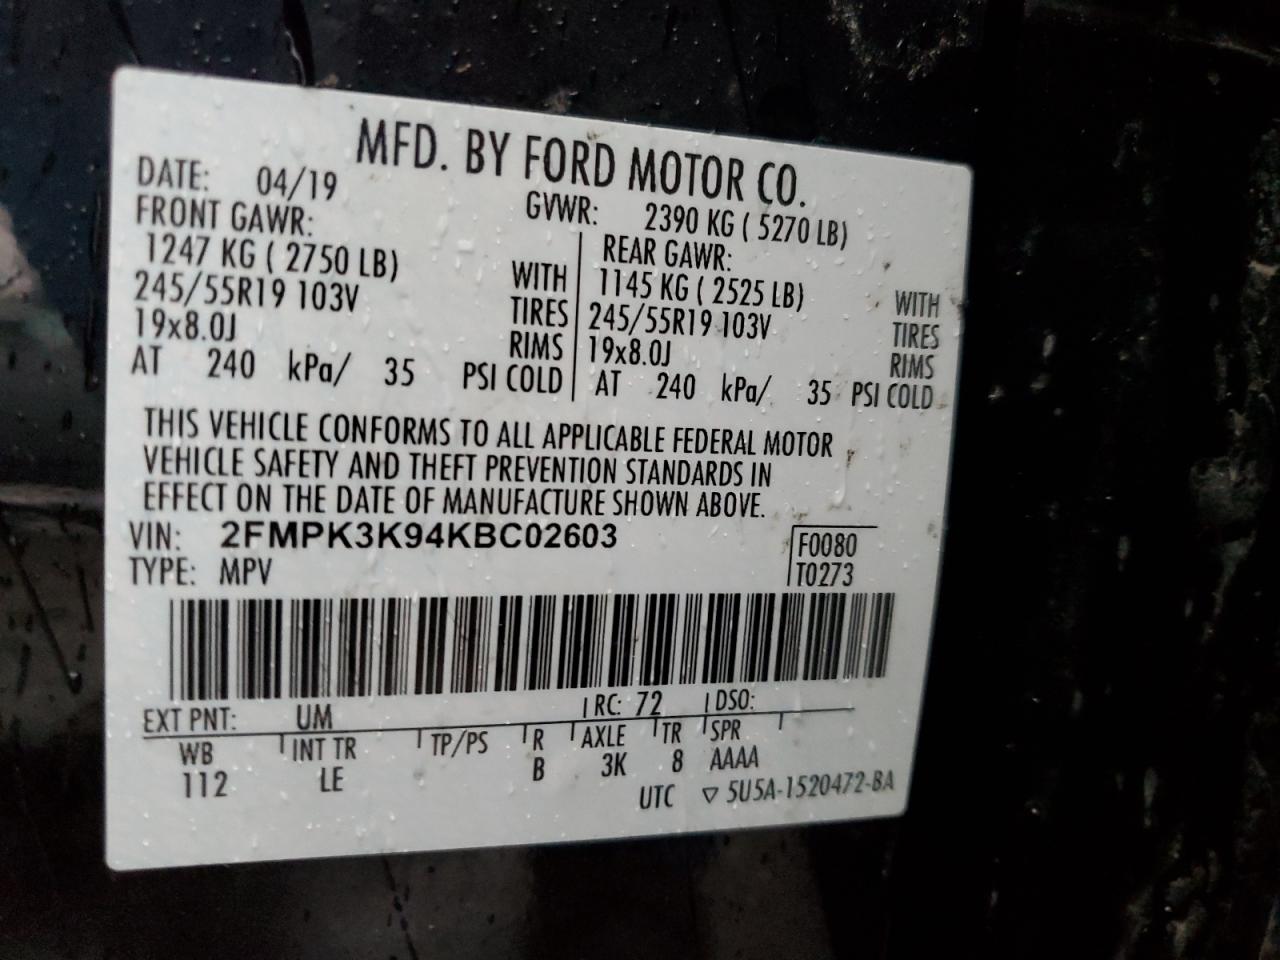 MFD. BY FORD MOTOR CO.
DATE: 04/19
GVWR: 2390 KG ( 5270 LB)
FRONT GAWR:
1247 KG ( 2750 LB)
WITH
245/55R19 103V
TIRES
19x8.0J
RIMS
AT 240 kPa/ 35 PSI COLD
REAR GAWR:
1145 KG ( 2525 LB)
WITH
245/55R19 103V
TIRES
19x8.0J
RIMS
AT 240 kPa/ 35 PSI COLD
THIS VEHICLE CONFORMS TO ALL APPLICABLE FEDERAL MOTOR
VEHICLE SAFETY AND THEFT PREVENTION STANDARDS IN
EFFECT ON THE DATE OF MANUFACTURE SHOWN ABOVE.
VIN: 2FMPK3K94KBC02603
F0080
TYPE: MPV
T0273
EXT PNT: UM RC: 72 DSO:
WB INT TR TP/PS R AXLE TR SPR
112 LE B 3K 8 AAAA
UTC ▽ 5U5A-1520472-BA